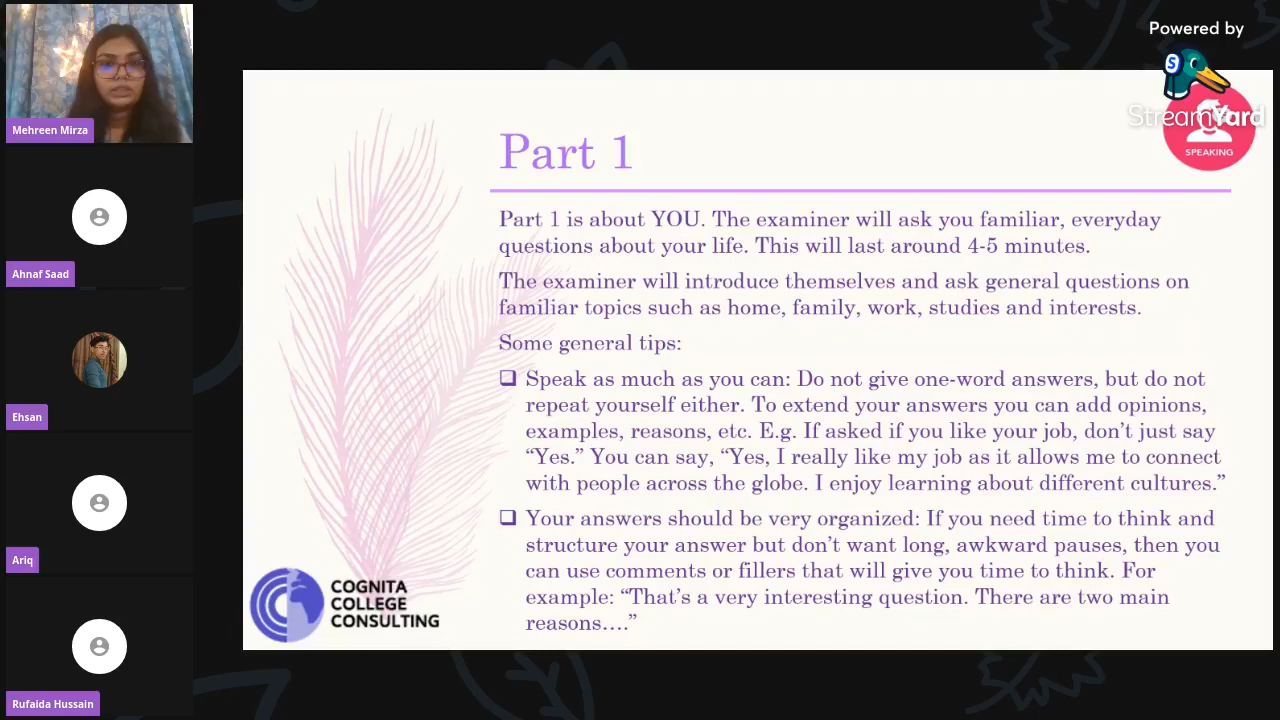 Mehreen Mirza
Ahnaf Saad
Ehsan
Ariq
Rufaida Hussain
Powered by
S
StreamYard
SPEAKING
Part 1
Part 1 is about YOU. The examiner will ask you familiar, everyday
questions about your life. This will last around 4-5 minutes.
The examiner will introduce themselves and ask general questions on
familiar topics such as home, family, work, studies and interests.
Some general tips:
❑ Speak as much as you can: Do not give one-word answers, but do not
repeat yourself either. To extend your answers you can add opinions,
examples, reasons, etc. E.g. If asked if you like your job, don’t just say
“Yes.” You can say, “Yes, I really like my job as it allows me to connect
with people across the globe. I enjoy learning about different cultures.”
❑ Your answers should be very organized: If you need time to think and
structure your answer but don’t want long, awkward pauses, then you
can use comments or fillers that will give you time to think. For
example: “That’s a very interesting question. There are two main
reasons….”
COGNITA
COLLEGE
CONSULTING